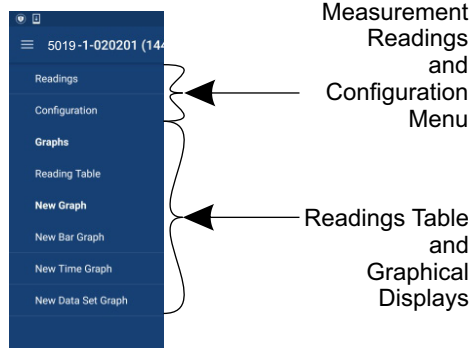 5019-1-020201 (144
Readings
Configuration
Graphs
Reading Table
New Graph
New Bar Graph
New Time Graph
New Data Set Graph
Measurement
Readings
and
Configuration
Menu
Readings Table
and
Graphical
Displays